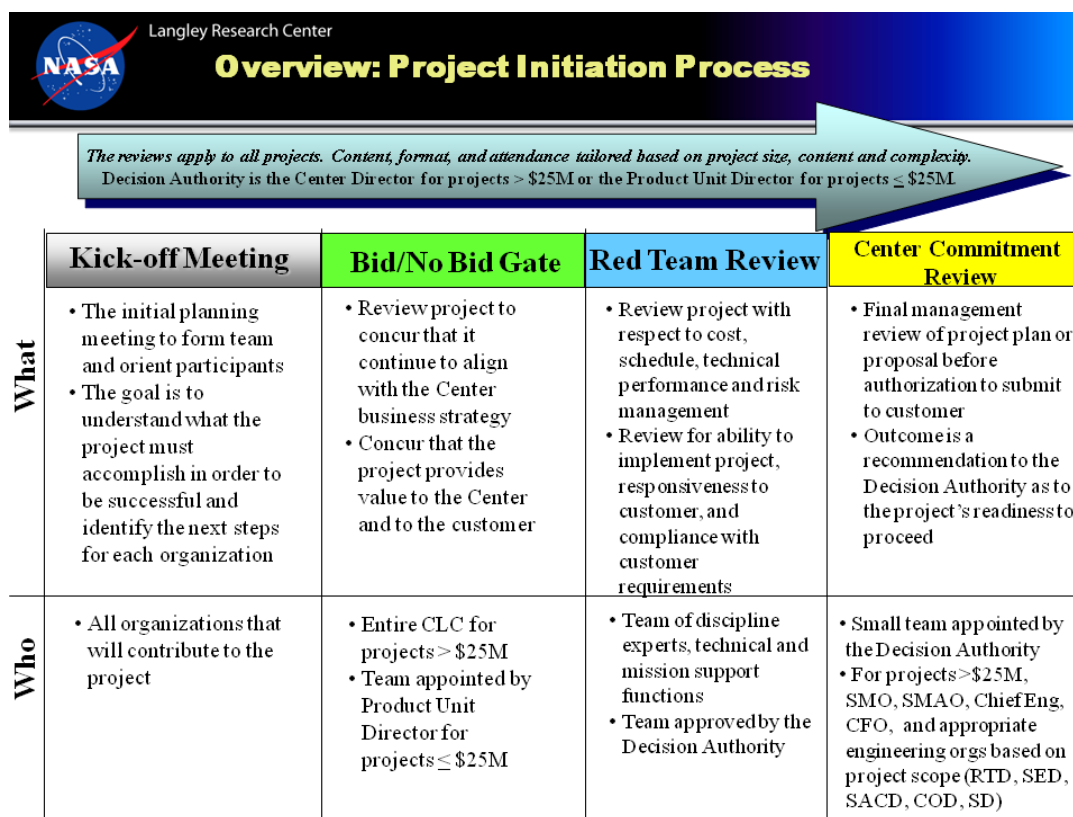 Langley Research Center
NASA
Overview: Project Initiation Process
The reviews apply to all projects. Content, format, and attendance tailored based on project size, content and complexity.
Decision Authority is the Center Director for projects > $25M or the Product Unit Director for projects ≤ $25M.
Kick-off Meeting
Bid/No Bid Gate
Red Team Review
Center Commitment
Review
What
• The initial planning
meeting to form team
and orient participants
• The goal is to
understand what the
project must
accomplish in order to
be successful and
identify the next steps
for each organization
• Review project to
concur that it
continue to align
with the Center
business strategy
• Concur that the
project provides
value to the Center
and to the customer
• Review project with
respect to cost,
schedule, technical
performance and risk
management
• Review for ability to
implement project,
responsiveness to
customer, and
compliance with
customer
requirements
• Final management
review of project plan or
proposal before
authorization to submit
to customer
• Outcome is a
recommendation to the
Decision Authority as to
the project's readiness to
proceed
Who
• All organizations that
will contribute to the
project
• Entire CLC for
projects > $25M
• Team appointed by
Product Unit
Director for
projects ≤ $25M
• Team of discipline
experts, technical and
mission support
functions
• Team approved by the
Decision Authority
• Small team appointed by
the Decision Authority
• For projects >$25M,
SMO, SMAO, Chief Eng,
CFO, and appropriate
engineering orgs based on
project scope (RTD, SED,
SACD, COD, SD)